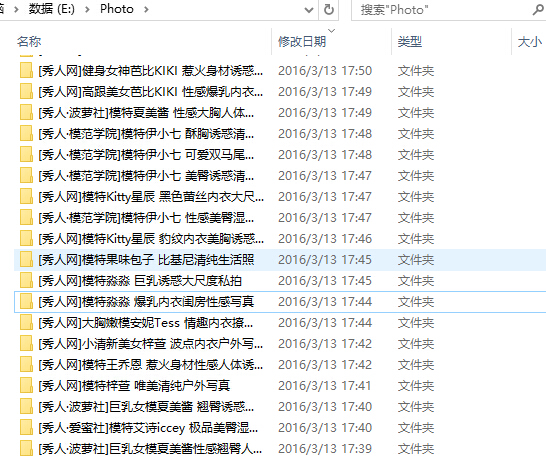 数据 (E:) › Photo ›
搜索"Photo"
名称 修改日期 类型 大小
[秀人网]健身女神芭比KIKI 惹火身材诱惑... 2016/3/13 17:50 文件夹
[秀人网]高跟美女芭比KIKI 性感爆乳内衣... 2016/3/13 17:49 文件夹
[秀人·波萝社]模特夏美酱 性感大胸人体... 2016/3/13 17:49 文件夹
[秀人·模范学院]模特伊小七 酥胸诱惑清... 2016/3/13 17:48 文件夹
[秀人·模范学院]模特伊小七 可爱双马尾... 2016/3/13 17:48 文件夹
[秀人·模范学院]模特伊小七 美臀诱惑清... 2016/3/13 17:47 文件夹
[秀人网]模特Kitty星辰 黑色蕾丝内衣大尺... 2016/3/13 17:47 文件夹
[秀人·模范学院]模特伊小七 性感美臀湿... 2016/3/13 17:47 文件夹
[秀人网]模特Kitty星辰 豹纹内衣美胸诱惑... 2016/3/13 17:46 文件夹
[秀人网]模特果味包子 比基尼清纯生活照 2016/3/13 17:45 文件夹
[秀人网]模特淼淼 巨乳诱惑大尺度私拍 2016/3/13 17:45 文件夹
[秀人网]模特淼淼 爆乳内衣闺房性感写真 2016/3/13 17:44 文件夹
[秀人网]大胸嫩模安妮Tess 情趣内衣撩... 2016/3/13 17:44 文件夹
[秀人网]小清新美女梓萱 波点内衣户外写... 2016/3/13 17:42 文件夹
[秀人网]模特王乔恩 惹火身材性感人体诱... 2016/3/13 17:42 文件夹
[秀人网]模特梓萱 唯美清纯户外写真 2016/3/13 17:41 文件夹
[秀人·波萝社]巨乳女模夏美酱 翘臀诱惑... 2016/3/13 17:40 文件夹
[秀人·爱蜜社]模特艾诗iccey 极品美臀湿... 2016/3/13 17:40 文件夹
[秀人·波萝社]巨乳女模夏美酱性感翘臀人... 2016/3/13 17:39 文件夹